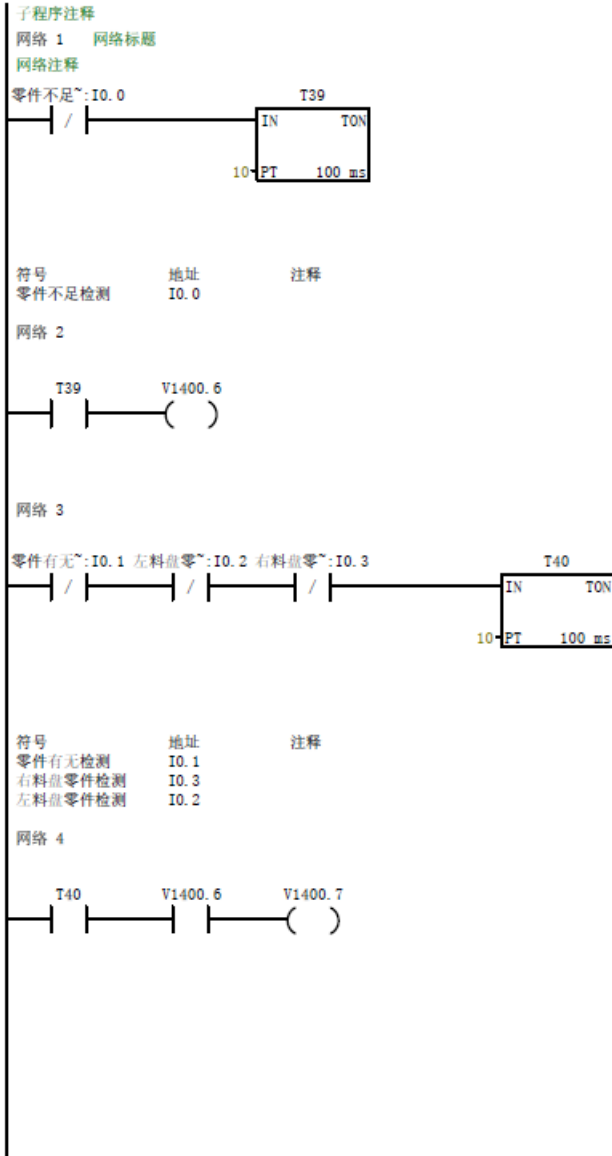 子程序注释
网络 1 网络标题
网络注释
零件不足~:I0.0 T39
/ IN TON
10 PT 100 ms
符号 地址 注释
零件不足检测 I0.0
网络 2
T39 V1400.6
网络 3
零件有无~:I0.1 左料盘零~:I0.2 右料盘零~:I0.3 T40
/ / / IN TON
10 PT 100 ms
符号 地址 注释
零件有无检测 I0.1
右料盘零件检测 I0.3
左料盘零件检测 I0.2
网络 4
T40 V1400.6 V1400.7